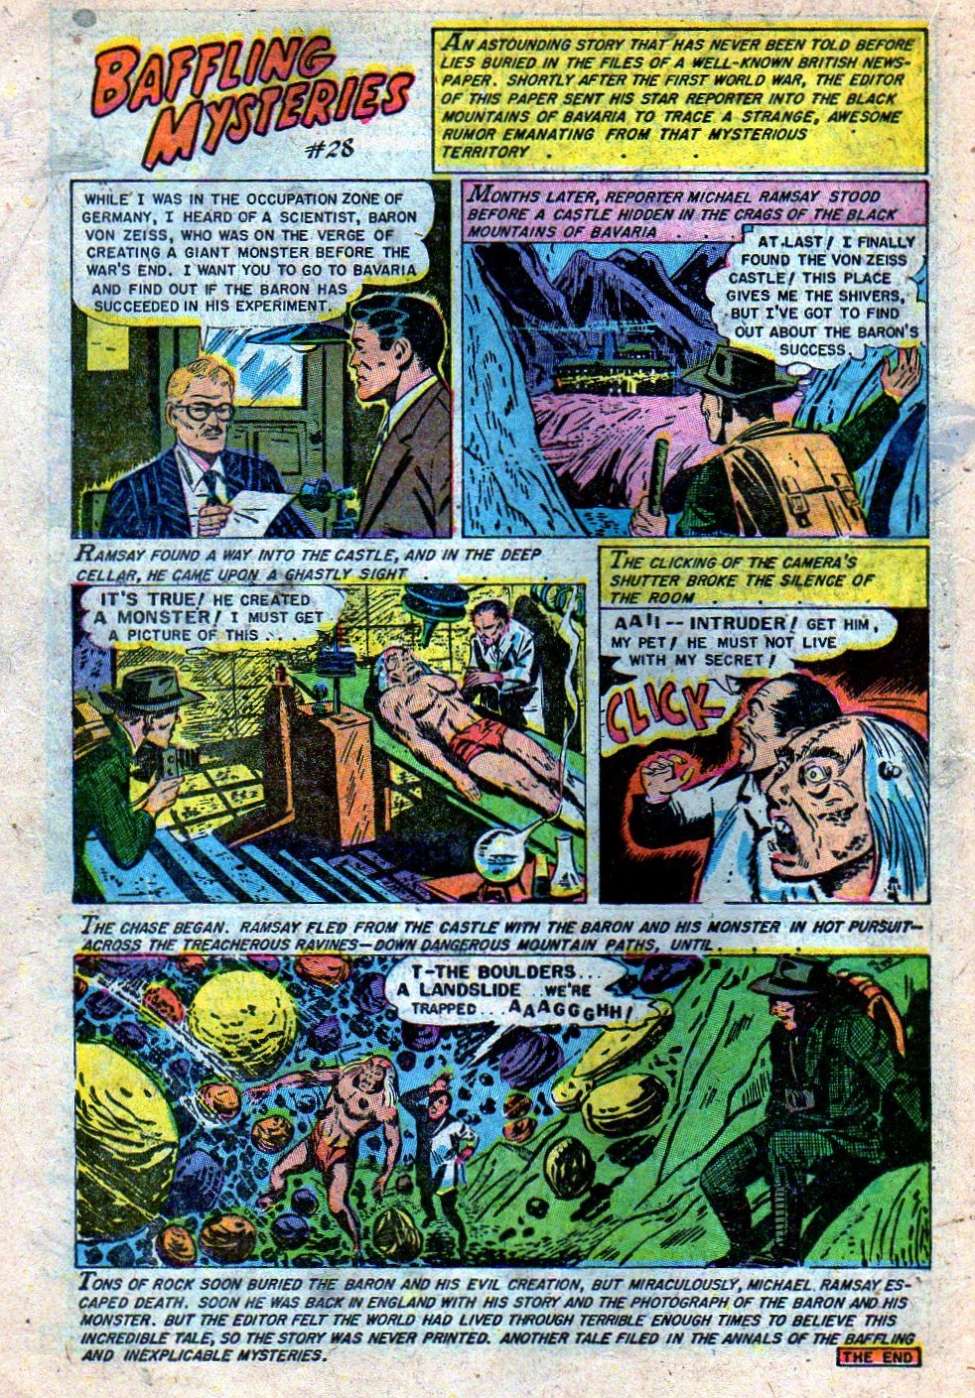 BAFFLING
MYSTERIES
#28
AN ASTOUNDING STORY THAT HAS NEVER BEEN TOLD BEFORE
LIES BURIED IN THE FILES OF A WELL-KNOWN BRITISH NEWS-
PAPER. SHORTLY AFTER THE FIRST WORLD WAR, THE EDITOR
OF THIS PAPER SENT HIS STAR REPORTER INTO THE BLACK
MOUNTAINS OF BAVARIA TO TRACE A STRANGE, AWESOME
RUMOR EMANATING FROM THAT MYSTERIOUS
TERRITORY . . . .
WHILE I WAS IN THE OCCUPATION ZONE OF
GERMANY, I HEARD OF A SCIENTIST, BARON
VON ZEISS, WHO WAS ON THE VERGE OF
CREATING A GIANT MONSTER BEFORE THE
WAR'S END. I WANT YOU TO GO TO BAVARIA
AND FIND OUT IF THE BARON HAS
SUCCEEDED IN HIS EXPERIMENT.
MONTHS LATER, REPORTER MICHAEL RAMSAY STOOD
BEFORE A CASTLE HIDDEN IN THE CRAGS OF THE BLACK
MOUNTAINS OF BAVARIA . . .
AT LAST! I FINALLY
FOUND THE VON ZEISS
CASTLE! THIS PLACE
GIVES ME THE SHIVERS,
BUT I'VE GOT TO FIND
OUT ABOUT THE BARON'S
SUCCESS.
RAMSAY FOUND A WAY INTO THE CASTLE, AND IN THE DEEP
CELLAR, HE CAME UPON A GHASTLY SIGHT . . . .
IT'S TRUE! HE CREATED
A MONSTER! I MUST GET
A PICTURE OF THIS . . .
THE CLICKING OF THE CAMERA'S
SHUTTER BROKE THE SILENCE OF
THE ROOM . . . .
AAII -- INTRUDER! GET HIM,
MY PET! HE MUST NOT LIVE
WITH MY SECRET!
CLICK
THE CHASE BEGAN. RAMSAY FLED FROM THE CASTLE WITH THE BARON AND HIS MONSTER IN HOT PURSUIT—
ACROSS THE TREACHEROUS RAVINES—DOWN DANGEROUS MOUNTAIN PATHS, UNTIL . . . .
T-THE BOULDERS...
A LANDSLIDE...WE'RE
TRAPPED...AAAGGGHH!
TONS OF ROCK SOON BURIED THE BARON AND HIS EVIL CREATION, BUT MIRACULOUSLY, MICHAEL RAMSAY ES-
CAPED DEATH. SOON HE WAS BACK IN ENGLAND WITH HIS STORY AND THE PHOTOGRAPH OF THE BARON AND HIS
MONSTER. BUT THE EDITOR FELT THE WORLD HAD LIVED THROUGH TERRIBLE ENOUGH TIMES TO BELIEVE THIS
INCREDIBLE TALE, SO THE STORY WAS NEVER PRINTED. ANOTHER TALE FILED IN THE ANNALS OF THE BAFFLING
AND INEXPLICABLE MYSTERIES.
THE END